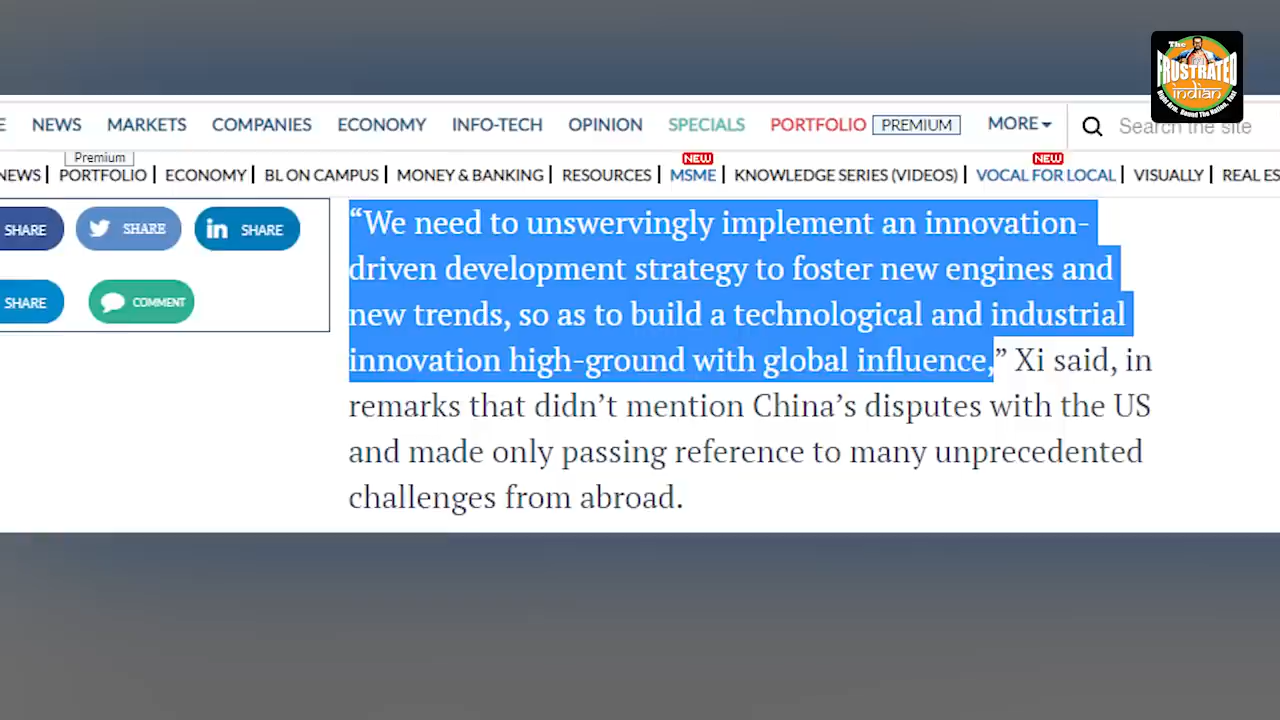 The
FRUSTRATED
indian
E NEWS MARKETS COMPANIES ECONOMY INFO-TECH OPINION SPECIALS PORTFOLIO PREMIUM MORE Search the site
Premium NEW NEW
NEWS PORTFOLIO ECONOMY BL ON CAMPUS MONEY & BANKING RESOURCES MSME KNOWLEDGE SERIES (VIDEOS) VOCAL FOR LOCAL VISUALLY REAL ES
SHARE SHARE SHARE
SHARE COMMENT
“We need to unswervingly implement an innovation-
driven development strategy to foster new engines and
new trends, so as to build a technological and industrial
innovation high-ground with global influence,” Xi said, in
remarks that didn’t mention China’s disputes with the US
and made only passing reference to many unprecedented
challenges from abroad.